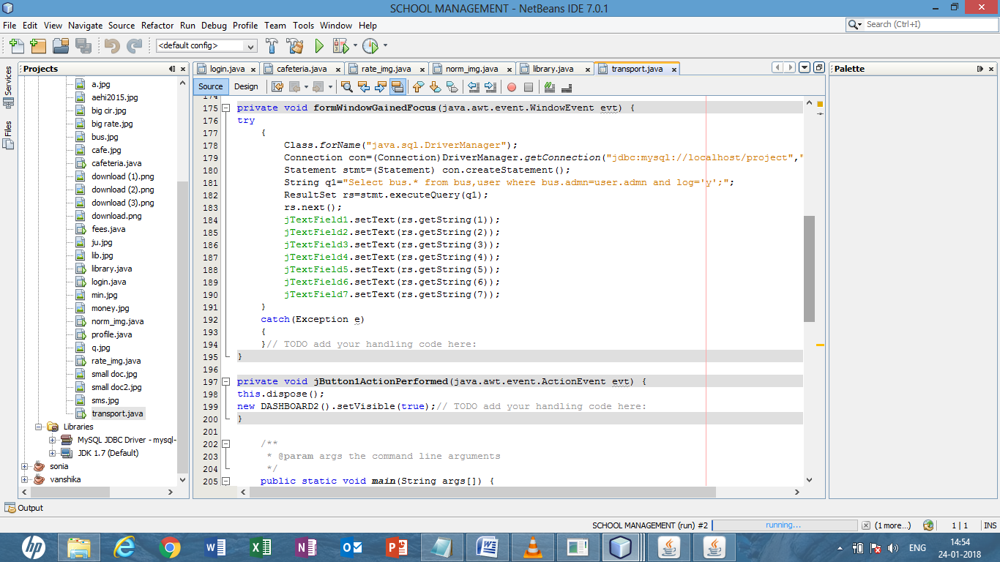 SCHOOL MANAGEMENT - NetBeans IDE 7.0.1
File Edit View Navigate Source Refactor Run Debug Profile Team Tools Window Help
Search (Ctrl+I)
<default config>
Services
Files
Projects
a.jpg
aehi2015.jpg
big cir.jpg
big rate.jpg
bus.jpg
cafe.jpg
cafeteria.java
download (1).png
download (2).png
download (3).png
download.png
fees.java
ju.jpg
lib.jpg
library.java
login.java
min.jpg
money.jpg
norm_img.java
profile.java
q.jpg
rate_img.java
small doc.jpg
small doc2.jpg
sms.jpg
transport.java
Libraries
MySQL JDBC Driver - mysql-
JDK 1.7 (Default)
sonia
vanshika
login.java cafeteria.java rate_img.java norm_img.java library.java transport.java
Source Design
174
175 private void formWindowGainedFocus(java.awt.event.WindowEvent evt) {
176 try
177 {
178 Class.forName("java.sql.DriverManager");
179 Connection con=(Connection)DriverManager.getConnection("jdbc:mysql://localhost/project","
180 Statement stmt=(Statement) con.createStatement();
181 String q1="Select bus.* from bus,user where bus.admn=user.admn and log='y';";
182 ResultSet rs=stmt.executeQuery(q1);
183 rs.next();
184 jTextField1.setText(rs.getString(1));
185 jTextField2.setText(rs.getString(2));
186 jTextField3.setText(rs.getString(3));
187 jTextField4.setText(rs.getString(4));
188 jTextField5.setText(rs.getString(5));
189 jTextField6.setText(rs.getString(6));
190 jTextField7.setText(rs.getString(7));
191 }
192 catch(Exception e)
193 {
194 }// TODO add your handling code here:
195 }
196
197 private void jButton1ActionPerformed(java.awt.event.ActionEvent evt) {
198 this.dispose();
199 new DASHBOARD2().setVisible(true);// TODO add your handling code here:
200 }
201
202 /**
203 * @param args the command line arguments
204 */
205 public static void main(String args[]) {
Palette
Output
SCHOOL MANAGEMENT (run) #2 running... (1 more...) 1 | 1 INS
hp
ENG
14:54
24-01-2018